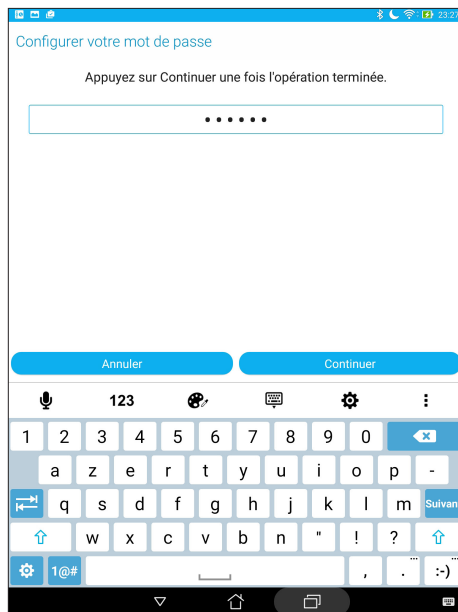 23:27
Configurer votre mot de passe
Appuyez sur Continuer une fois l'opération terminée.
••••••
Annuler Continuer
123
1 2 3 4 5 6 7 8 9 0
a z e r t y u i o p -
q s d f g h j k l m Suivant
w x c v b n " ! ?
1@# , . :-)